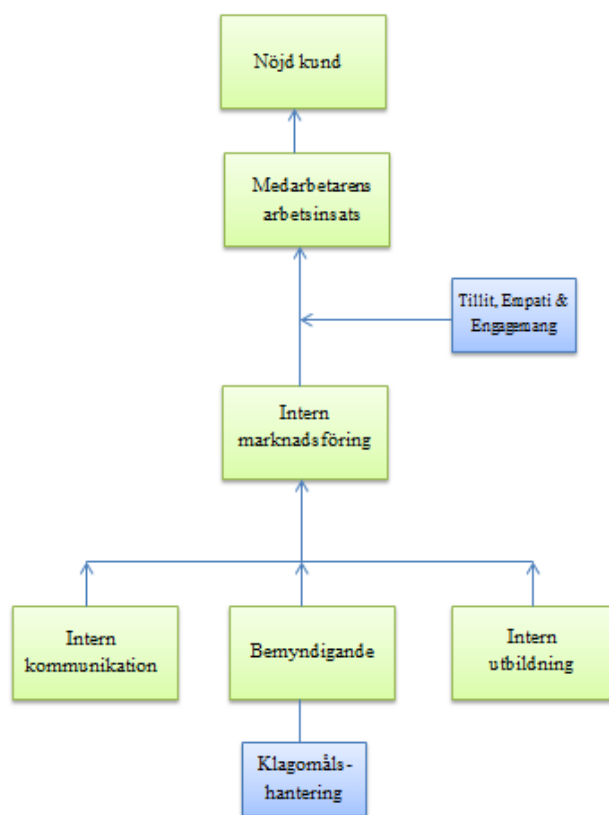 Nöjd kund
Medarbetarens
arbetsinsats
Tillit, Empati &
Engagemang
Intern
marknadsföring
Intern
kommunikation
Bemyndigande
Intern
utbildning
Klagomåls-
hantering